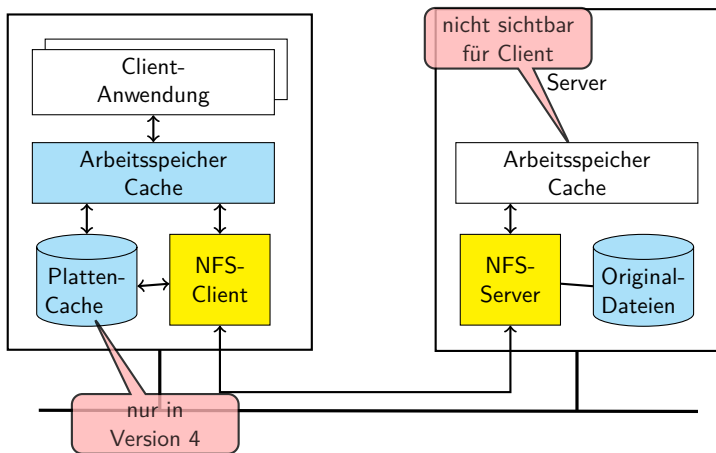 Client-
Anwendung
Arbeitsspeicher
Cache
Platten-
Cache
NFS-
Client
nur in
Version 4
nicht sichtbar
für Client
Server
Arbeitsspeicher
Cache
NFS-
Server
Original-
Dateien